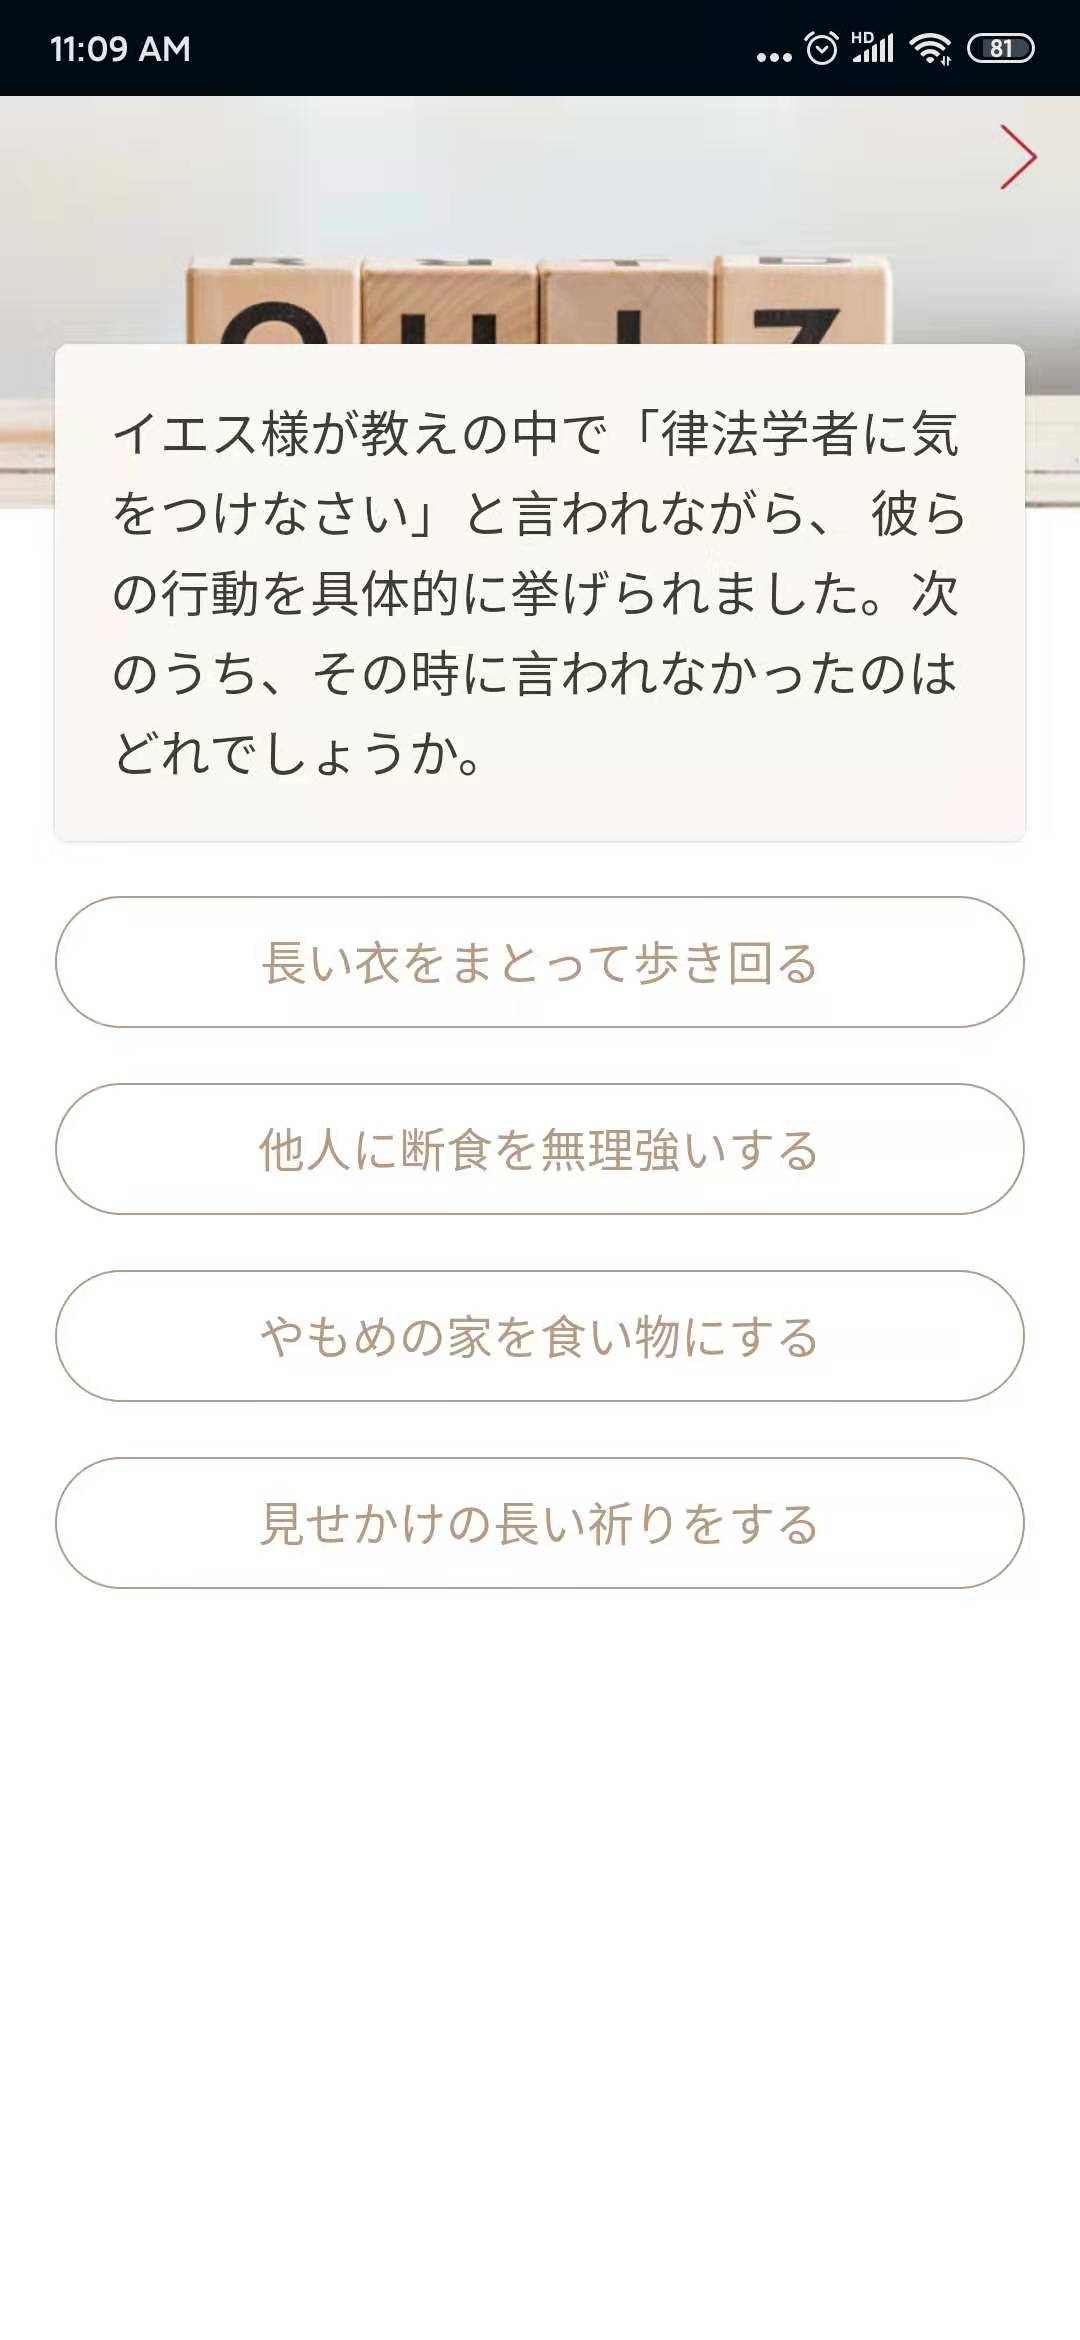 11:09 AM
HD
81
QUIZ
イエス様が教えの中で「律法学者に気
をつけなさい」と言われながら、 彼ら
の行動を具体的に挙げられました。次
のうち、その時に言われなかったのは
どれでしょうか。
長い衣をまとって歩き回る
他人に断食を無理強いする
やもめの家を食い物にする
見せかけの長い祈りをする